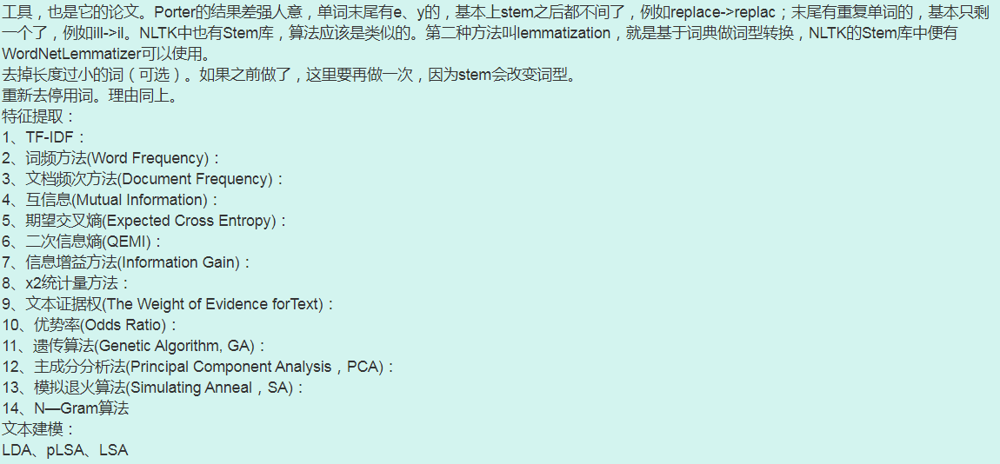 工具，也是它的论文。Porter的结果差强人意，单词末尾有e、y的，基本上stem之后都不间了，例如replace->replac；末尾有重复单词的，基本只剩
一个了，例如ill->il。NLTK中也有Stem库，算法应该是类似的。第二种方法叫lemmatization，就是基于词典做词型转换，NLTK的Stem库中便有
WordNetLemmatizer可以使用。
去掉长度过小的词（可选）。如果之前做了，这里要再做一次，因为stem会改变词型。
重新去停用词。理由同上。
特征提取：
1、TF-IDF：
2、词频方法(Word Frequency)：
3、文档频次方法(Document Frequency)：
4、互信息(Mutual Information)：
5、期望交叉熵(Expected Cross Entropy)：
6、二次信息熵(QEMI)：
7、信息增益方法(Information Gain)：
8、x2统计量方法：
9、文本证据权(The Weight of Evidence forText)：
10、优势率(Odds Ratio)：
11、遗传算法(Genetic Algorithm, GA)：
12、主成分分析法(Principal Component Analysis，PCA)：
13、模拟退火算法(Simulating Anneal，SA)：
14、N—Gram算法
文本建模：
LDA、pLSA、LSA